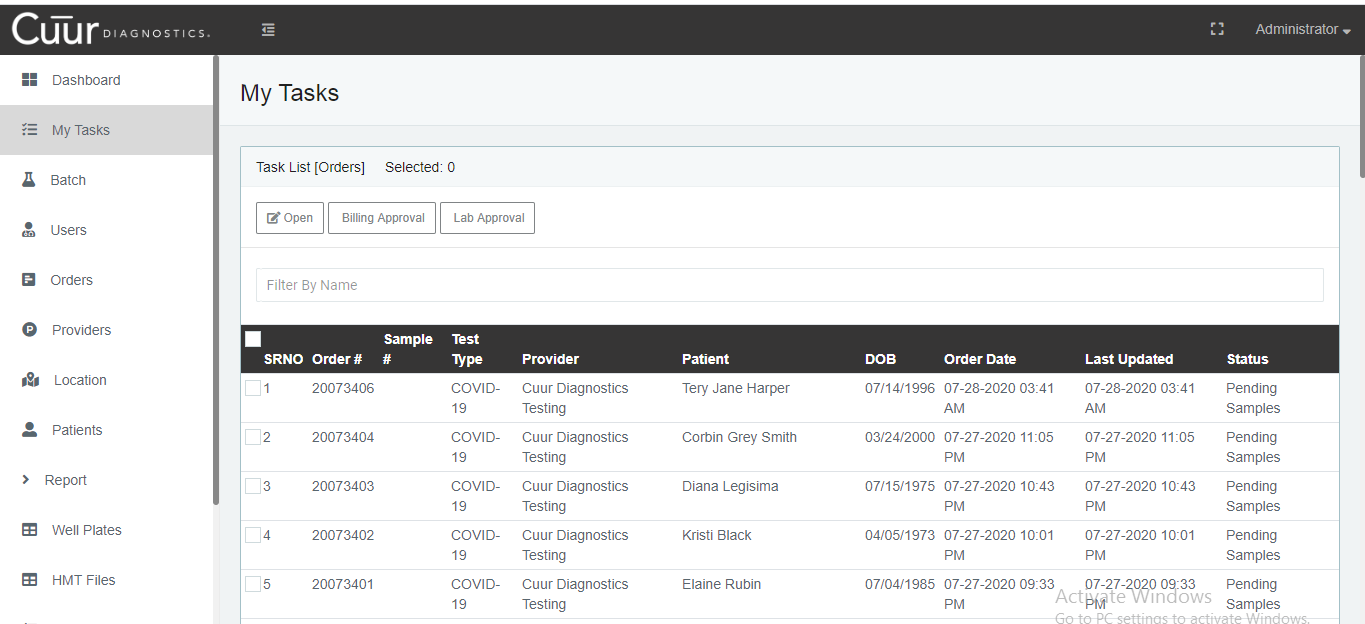 Cuur DIAGNOSTICS.
Administrator
Dashboard
My Tasks
Batch
Users
Orders
Providers
Location
Patients
Report
Well Plates
HMT Files
My Tasks
Task List [Orders] Selected: 0
Open Billing Approval Lab Approval
Filter By Name
SRNO Order # Sample # Test Type Provider Patient DOB Order Date Last Updated Status
1 20073406 COVID-19 Cuur Diagnostics Testing Tery Jane Harper 07/14/1996 07-28-2020 03:41 AM 07-28-2020 03:41 AM Pending Samples
2 20073404 COVID-19 Cuur Diagnostics Testing Corbin Grey Smith 03/24/2000 07-27-2020 11:05 PM 07-27-2020 11:05 PM Pending Samples
3 20073403 COVID-19 Cuur Diagnostics Testing Diana Legisima 07/15/1975 07-27-2020 10:43 PM 07-27-2020 10:43 PM Pending Samples
4 20073402 COVID-19 Cuur Diagnostics Testing Kristi Black 04/05/1973 07-27-2020 10:01 PM 07-27-2020 10:01 PM Pending Samples
5 20073401 COVID-19 Cuur Diagnostics Testing Elaine Rubin 07/04/1985 07-27-2020 09:33 PM 07-27-2020 09:33 PM Pending Samples
Activate Windows
Go to PC settings to activate Windows.